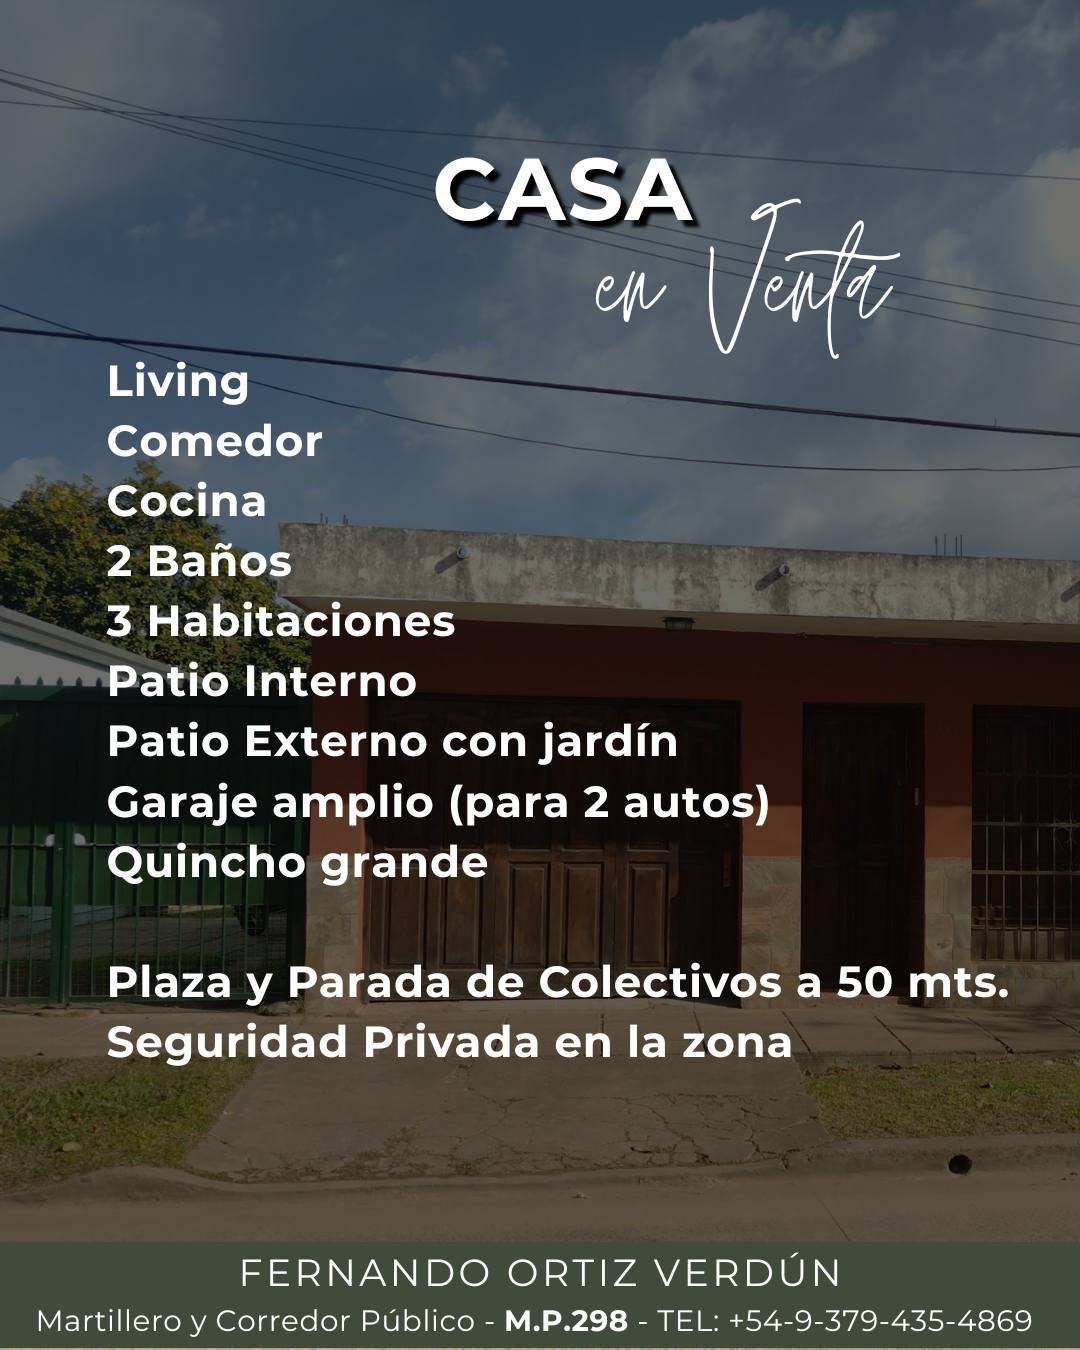 CASA
en Venta
Living
Comedor
Cocina
2 Baños
3 Habitaciones
Patio Interno
Patio Externo con jardín
Garaje amplio (para 2 autos)
Quincho grande
Plaza y Parada de Colectivos a 50 mts.
Seguridad Privada en la zona
FERNANDO ORTIZ VERDÚN
Martillero y Corredor Público - M.P.298 - TEL: +54-9-379-435-4869